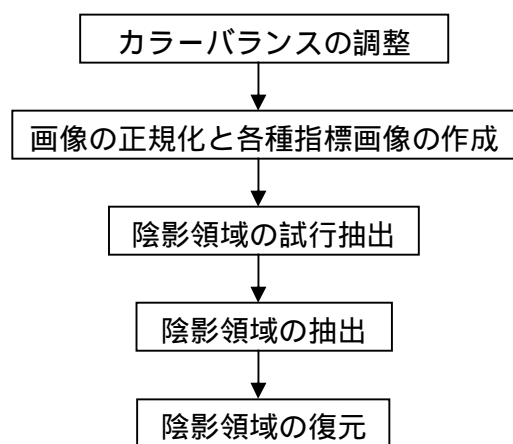 カラーバランスの調整
画像の正規化と各種指標画像の作成
陰影領域の試行抽出
陰影領域の抽出
陰影領域の復元